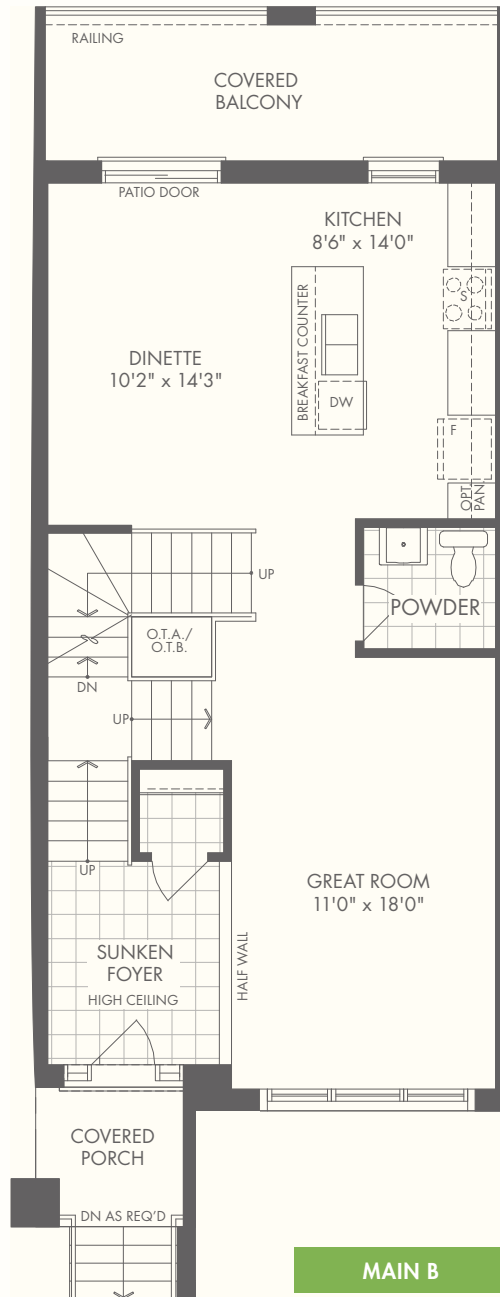 RAILING
COVERED
BALCONY
PATIO DOOR
KITCHEN
8'6" x 14'0"
S
BREAKFAST COUNTER
DINETTE
10'2" x 14'3"
DW
F
OPT
PAN
UP
POWDER
O.T.A./
O.T.B.
DN
UP
UP
GREAT ROOM
11'0" x 18'0"
SUNKEN
FOYER
HIGH CEILING
HALF WALL
COVERED
PORCH
DN AS REQ'D
MAIN B